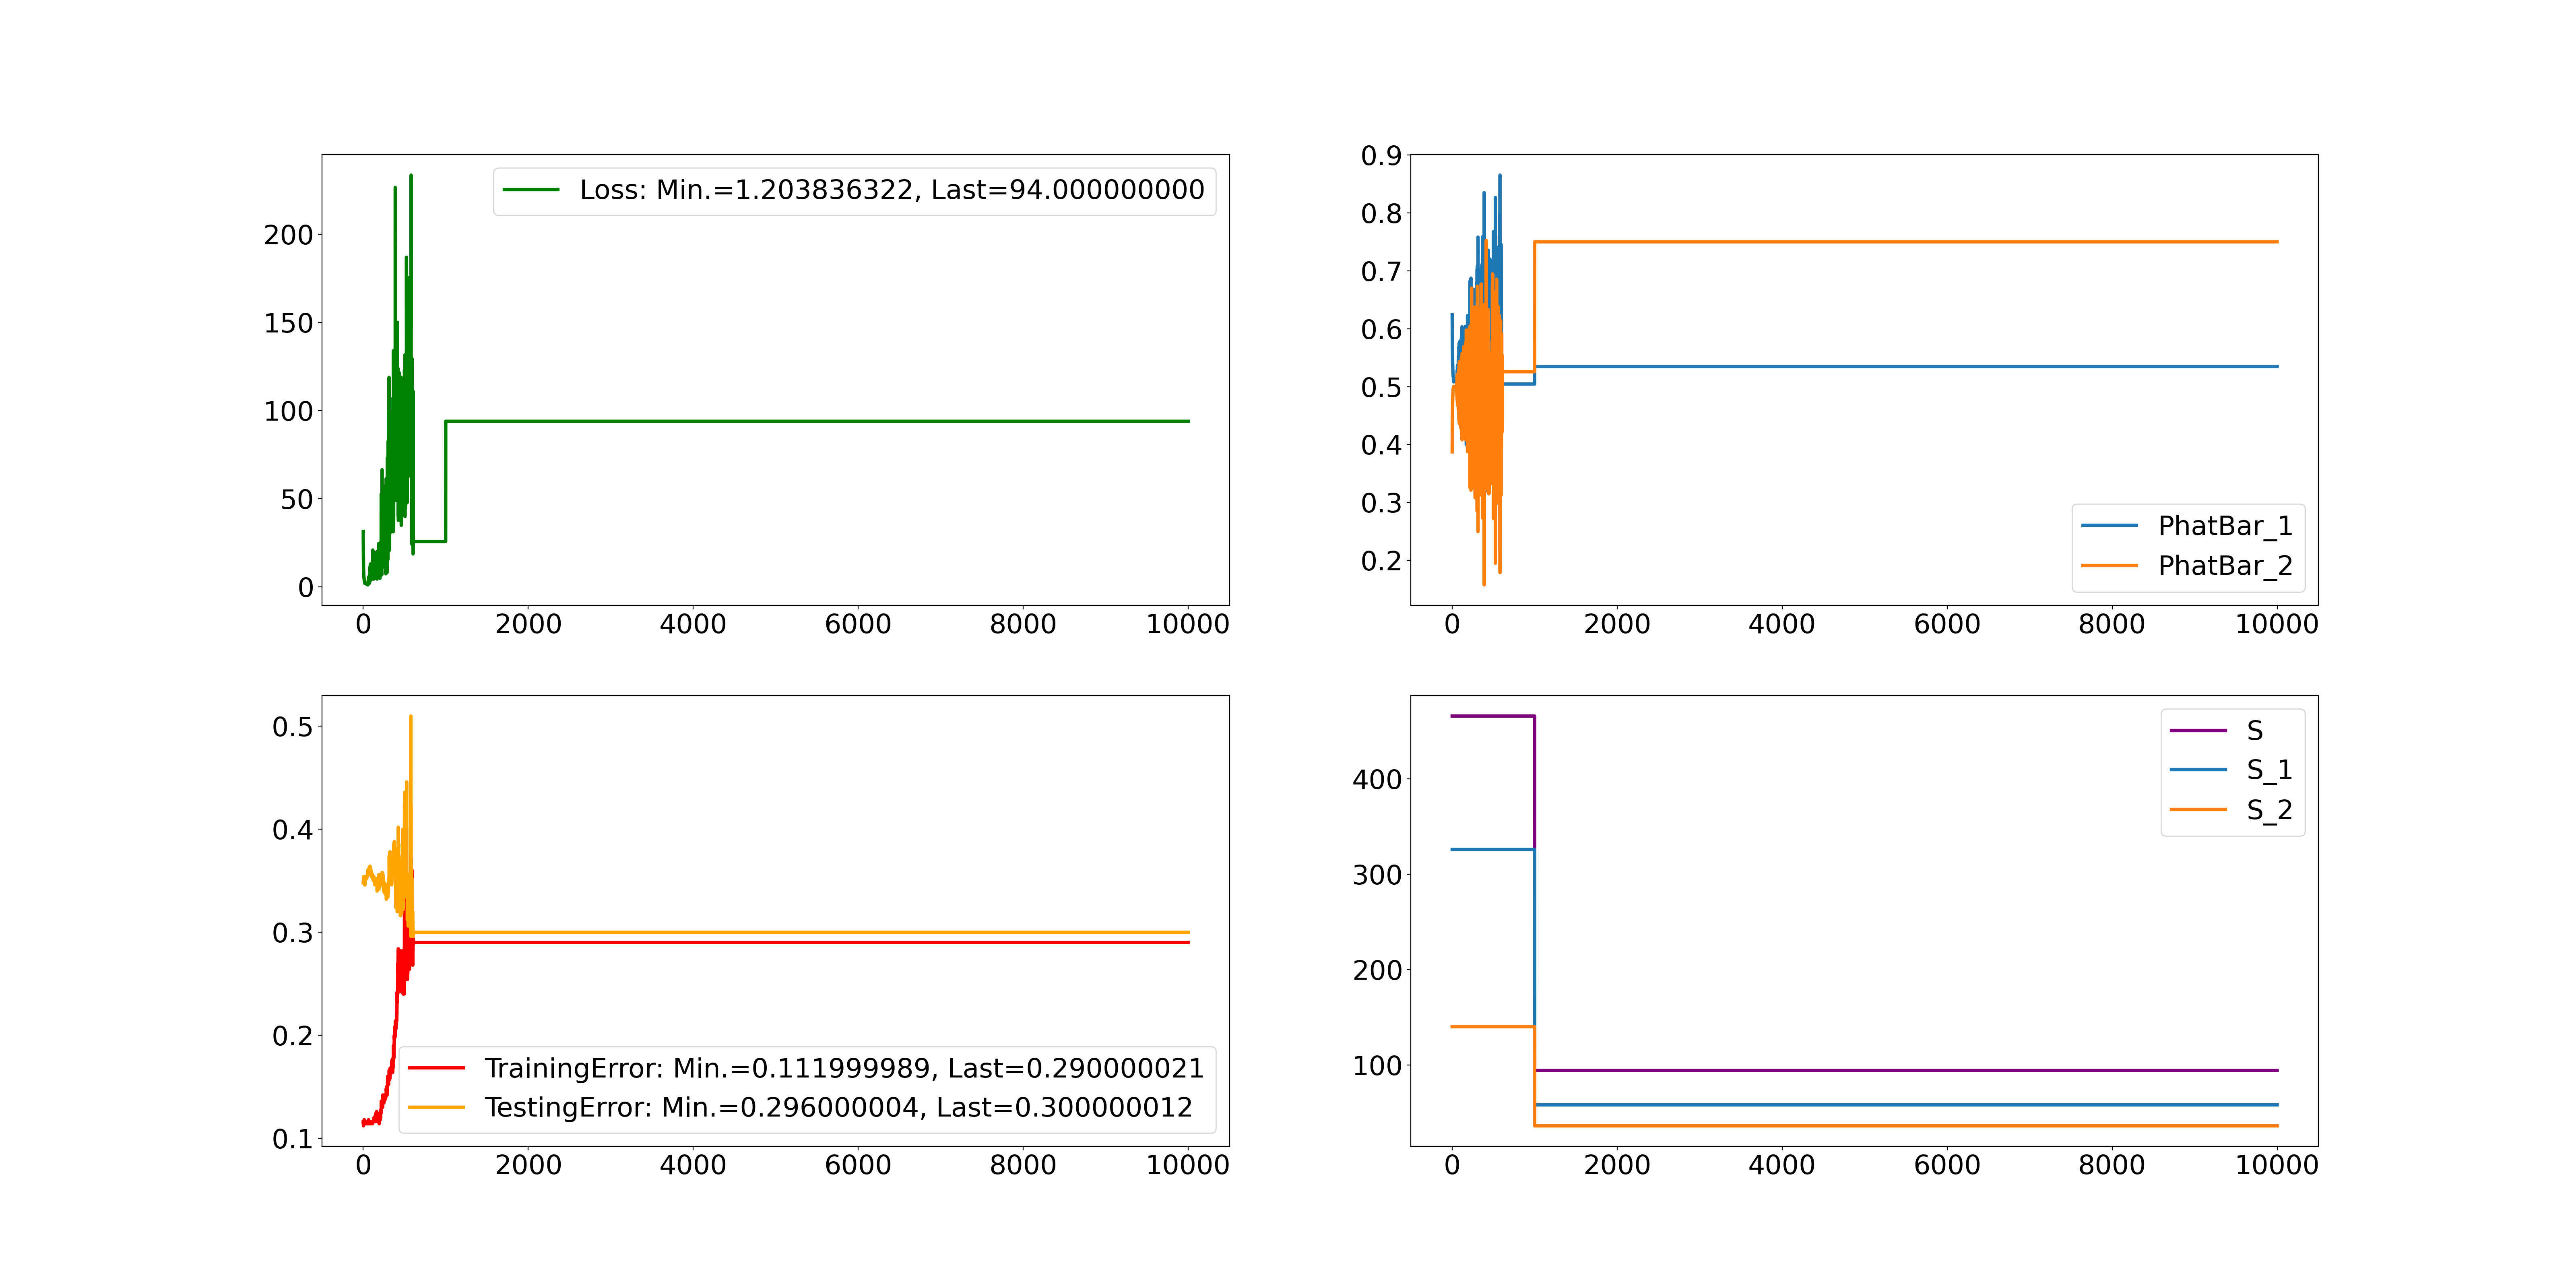 Loss: Min.=1.203836322, Last=94.000000000
200
150
100
50
0
0 2000 4000 6000 8000 10000
0.9
0.8
0.7
0.6
0.5
0.4
0.3
0.2
PhatBar_1
PhatBar_2
0 2000 4000 6000 8000 10000
0.5
0.4
0.3
0.2
0.1
TrainingError: Min.=0.111999989, Last=0.290000021
TestingError: Min.=0.296000004, Last=0.300000012
0 2000 4000 6000 8000 10000
S
S_1
S_2
400
300
200
100
0 2000 4000 6000 8000 10000